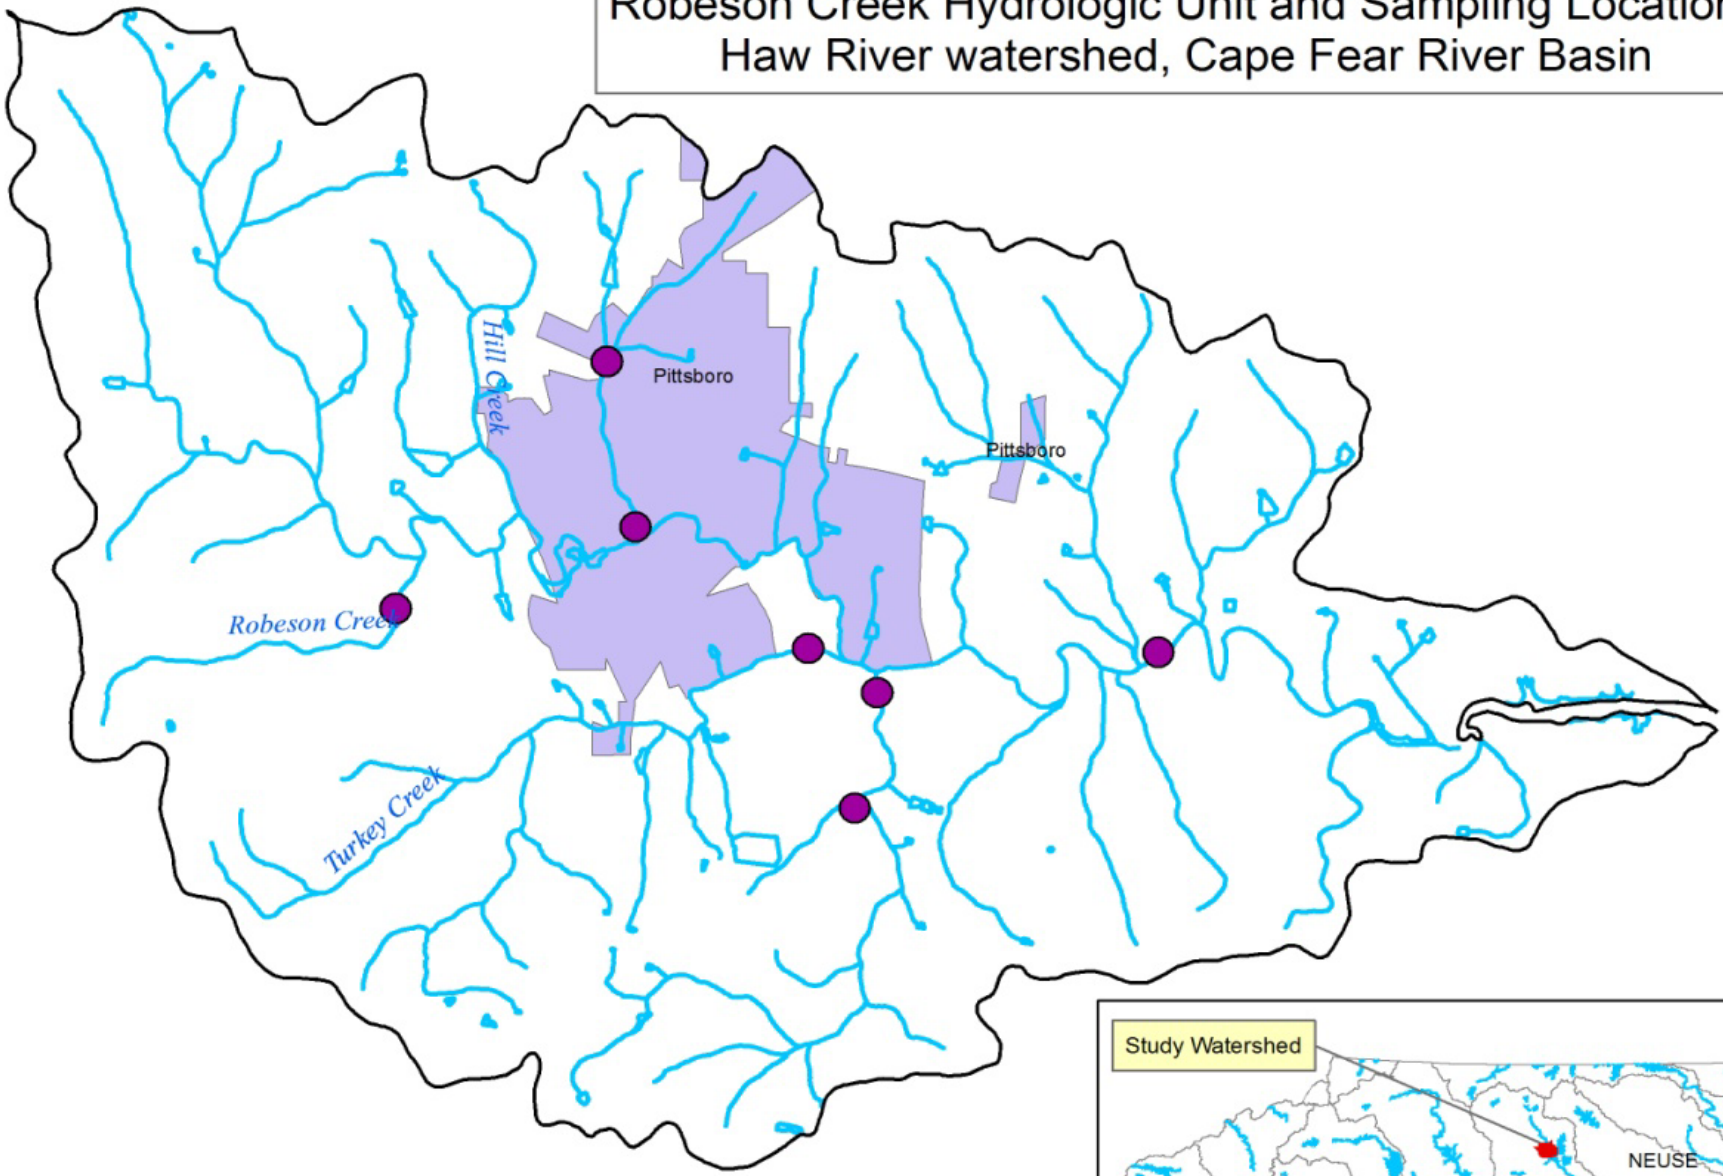 Robeson Creek Hydrologic Unit and Sampling Location
Haw River watershed, Cape Fear River Basin
Hill Creek
Pittsboro
Pittsboro
Robeson Creek
Turkey Creek
Study Watershed
NEUSE